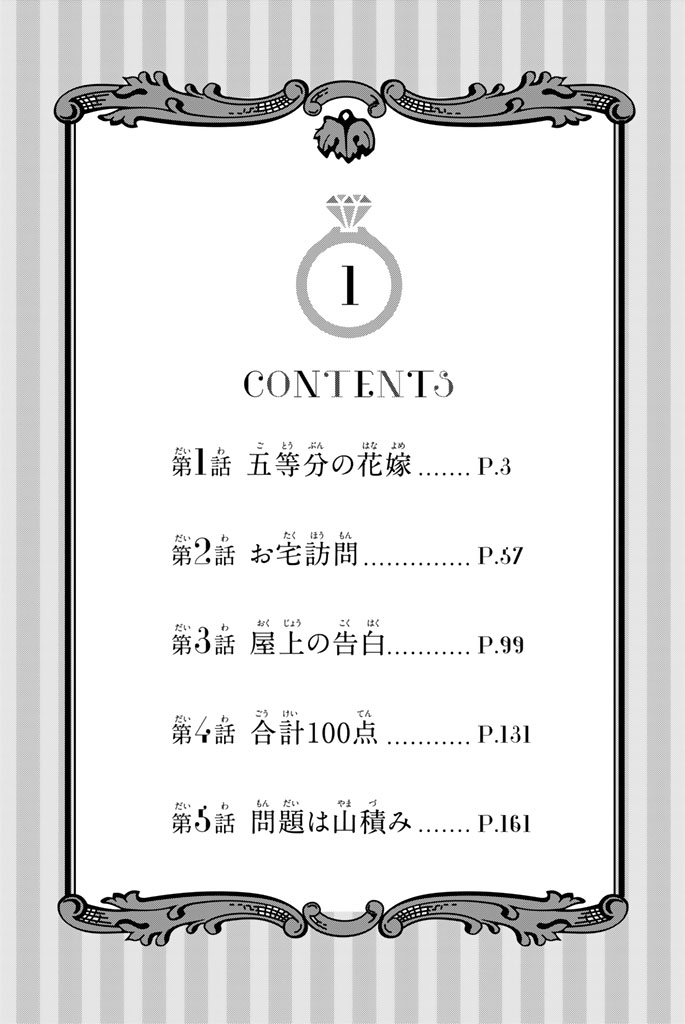 1
CONTENTS
第1話 五等分の花嫁....... P.3
第2話 お宅訪問.............. P.57
第3話 屋上の告白........... P.99
第4話 合計100点 ........... P.131
第5話 問題は山積み ....... P.161